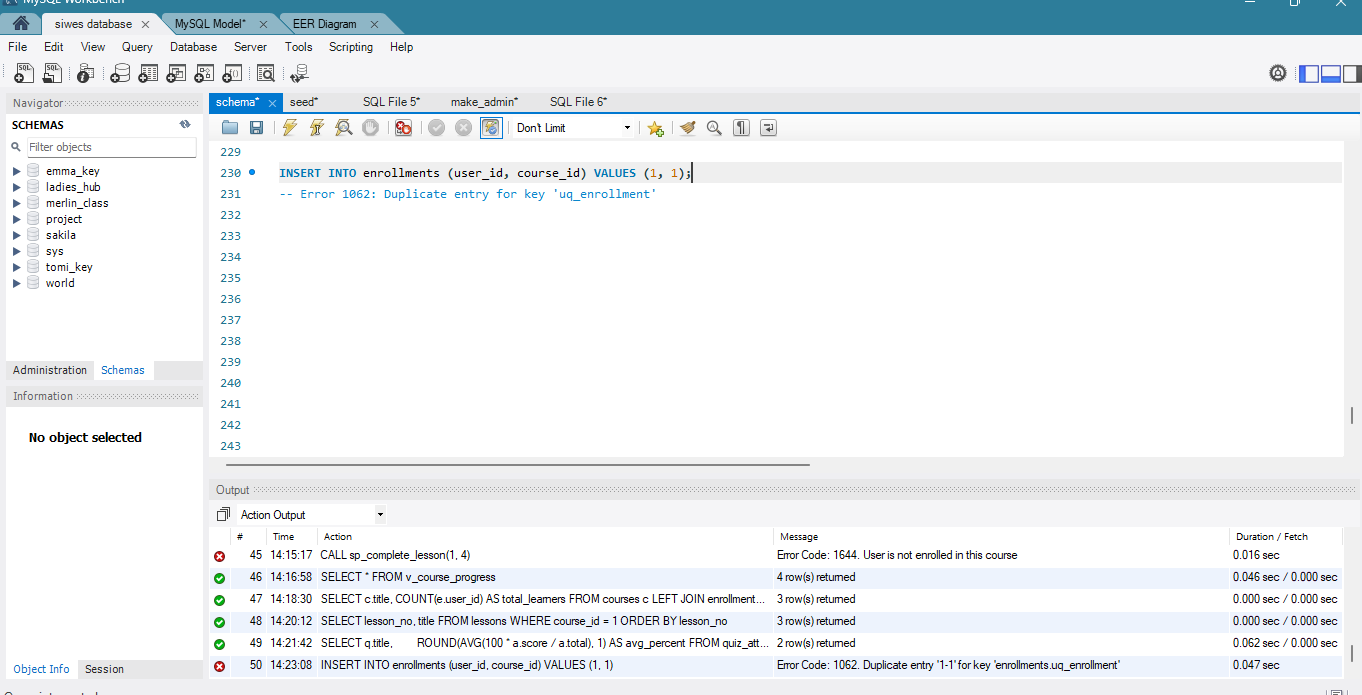 MySQL Workbench
siwes database
MySQL Model*
EER Diagram
File Edit View Query Database Server Tools Scripting Help
Navigator
SCHEMAS
Filter objects
emma_key
ladies_hub
merlin_class
project
sakila
sys
tomi_key
world
Administration Schemas
Information
No object selected
Object Info Session
schema* seed* SQL File 5* make_admin* SQL File 6*
Don't Limit
229
230 INSERT INTO enrollments (user_id, course_id) VALUES (1, 1);
231 -- Error 1062: Duplicate entry for key 'uq_enrollment'
232
233
234
235
236
237
238
239
240
241
242
243
Output
Action Output
# Time Action Message Duration / Fetch
45 14:15:17 CALL sp_complete_lesson(1, 4) Error Code: 1644. User is not enrolled in this course 0.016 sec
46 14:16:58 SELECT * FROM v_course_progress 4 row(s) returned 0.046 sec / 0.000 sec
47 14:18:30 SELECT c.title, COUNT(e.user_id) AS total_learners FROM courses c LEFT JOIN enrollment... 3 row(s) returned 0.000 sec / 0.000 sec
48 14:20:12 SELECT lesson_no, title FROM lessons WHERE course_id = 1 ORDER BY lesson_no 3 row(s) returned 0.000 sec / 0.000 sec
49 14:21:42 SELECT q.title, ROUND(AVG(100 * a.score / a.total), 1) AS avg_percent FROM quiz_att... 2 row(s) returned 0.062 sec / 0.000 sec
50 14:23:08 INSERT INTO enrollments (user_id, course_id) VALUES (1, 1) Error Code: 1062. Duplicate entry '1-1' for key 'enrollments.uq_enrollment' 0.047 sec